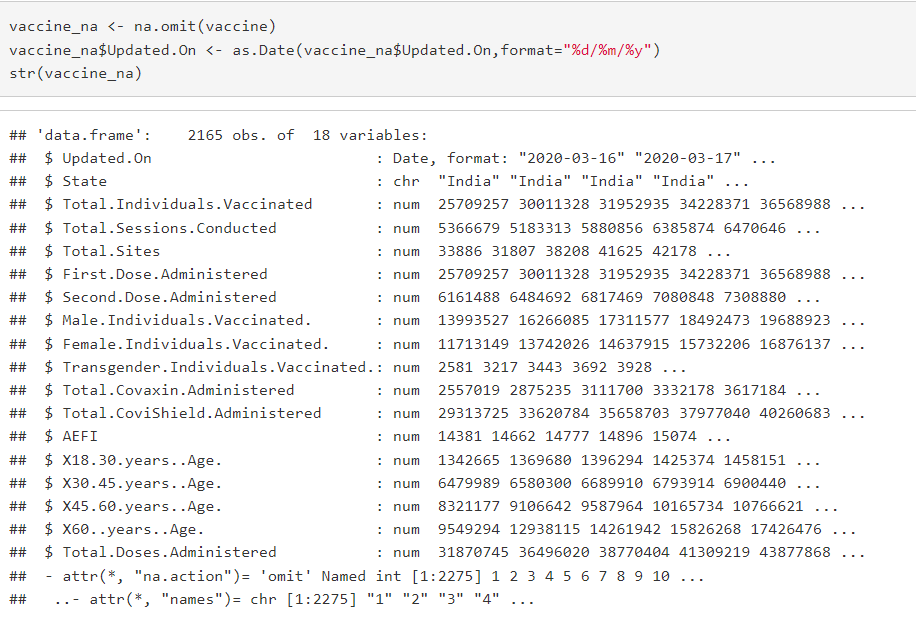 vaccine_na <- na.omit(vaccine)
vaccine_na$Updated.On <- as.Date(vaccine_na$Updated.On,format="%d/%m/%y")
str(vaccine_na)
## 'data.frame':    2165 obs. of  18 variables:
##  $ Updated.On                         : Date, format: "2020-03-16" "2020-03-17" ...
##  $ State                              : chr  "India" "India" "India" "India" ...
##  $ Total.Individuals.Vaccinated       : num  25709257 30011328 31952935 34228371 36568988 ...
##  $ Total.Sessions.Conducted           : num  5366679 5183313 5880856 6385874 6470646 ...
##  $ Total.Sites                        : num  33886 31807 38208 41625 42178 ...
##  $ First.Dose.Administered            : num  25709257 30011328 31952935 34228371 36568988 ...
##  $ Second.Dose.Administered           : num  6161488 6484692 6817469 7080848 7308880 ...
##  $ Male.Individuals.Vaccinated.       : num  13993527 16266085 17311577 18492473 19688923 ...
##  $ Female.Individuals.Vaccinated.     : num  11713149 13742026 14637915 15732206 16876137 ...
##  $ Transgender.Individuals.Vaccinated.: num  2581 3217 3443 3692 3928 ...
##  $ Total.Covaxin.Administered         : num  2557019 2875235 3111700 3332178 3617184 ...
##  $ Total.CoviShield.Administered      : num  29313725 33620784 35658703 37977040 40260683 ...
##  $ AEFI                               : num  14381 14662 14777 14896 15074 ...
##  $ X18.30.years..Age.                 : num  1342665 1369680 1396294 1425374 1458151 ...
##  $ X30.45.years..Age.                 : num  6479989 6580300 6689910 6793914 6900440 ...
##  $ X45.60.years..Age.                 : num  8321177 9106642 9587964 10165734 10766621 ...
##  $ X60..years..Age.                   : num  9549294 12938115 14261942 15826268 17426476 ...
##  $ Total.Doses.Administered           : num  31870745 36496020 38770404 41309219 43877868 ...
##  - attr(*, "na.action")= 'omit' Named int [1:2275] 1 2 3 4 5 6 7 8 9 10 ...
##   ..- attr(*, "names")= chr [1:2275] "1" "2" "3" "4" ...